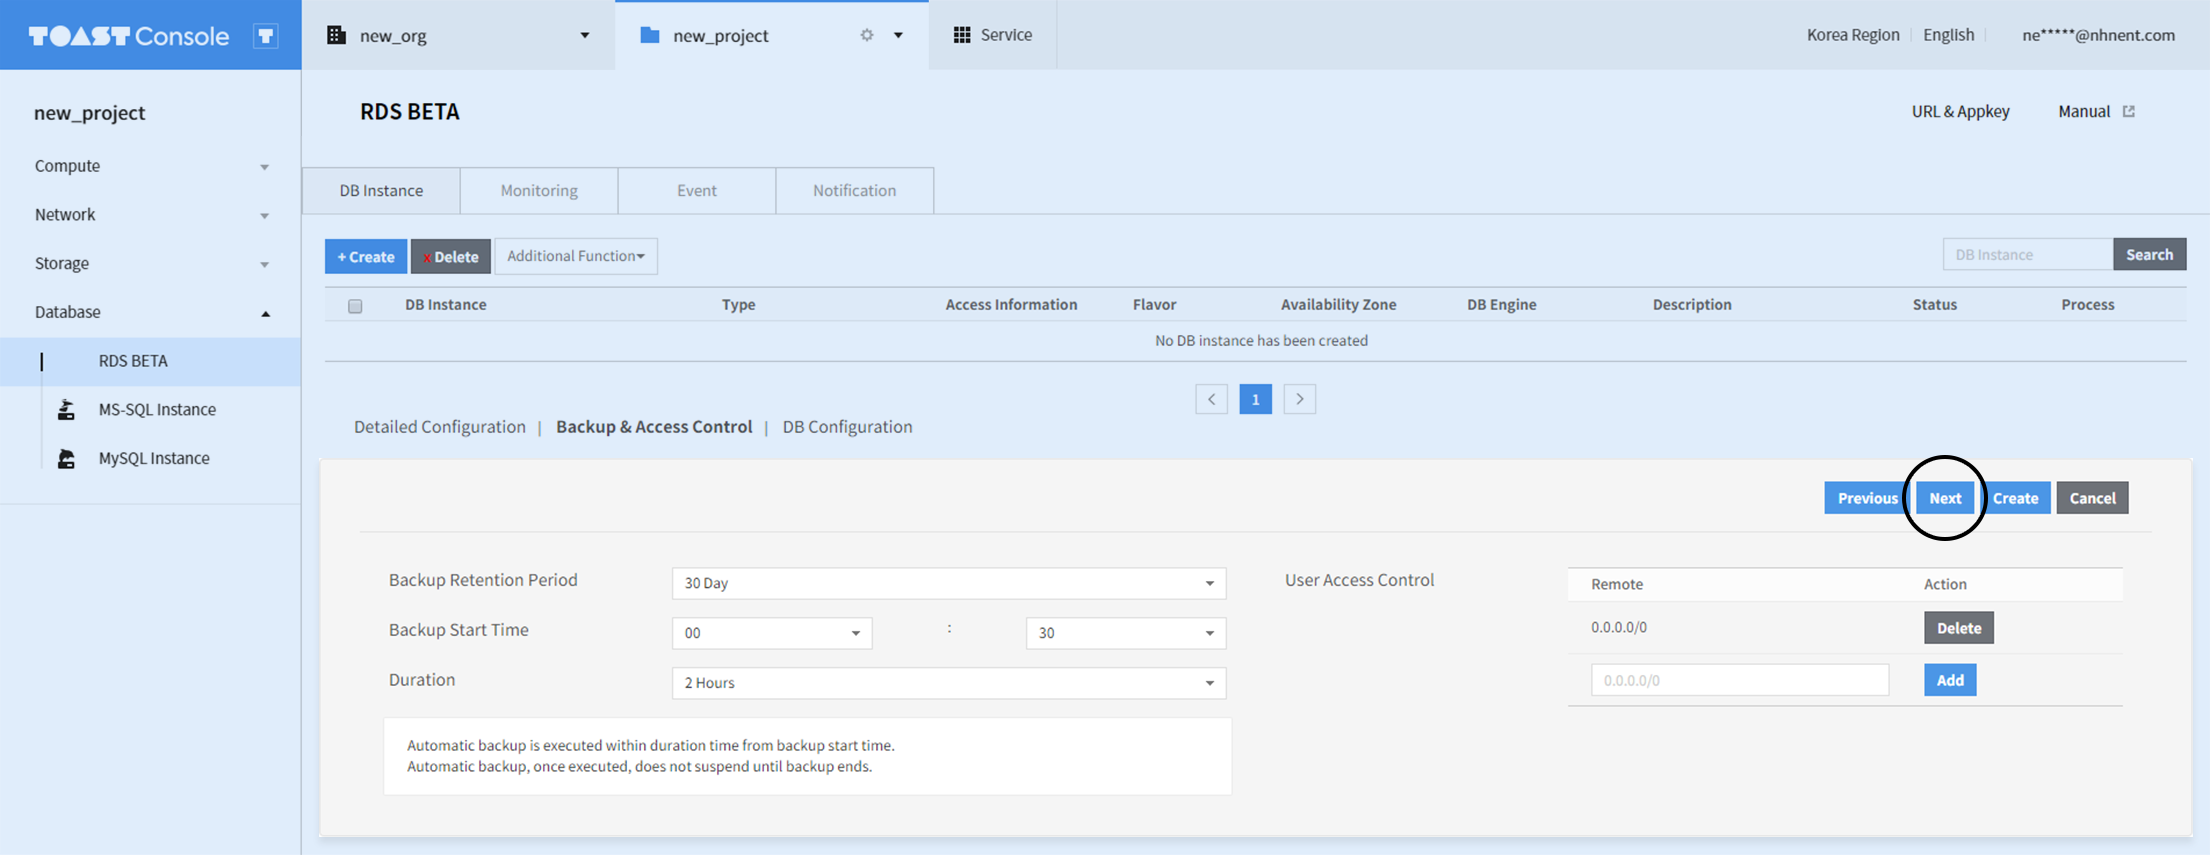 TOAST Console T
new_org
new_project
Service
Korea Region
English
ne*****@nhnent.com
new_project
Compute
Network
Storage
Database
RDS BETA
MS-SQL Instance
MySQL Instance
RDS BETA
URL & Appkey
Manual
DB Instance
Monitoring
Event
Notification
+ Create
x Delete
Additional Function
DB Instance
Search
DB Instance
Type
Access Information
Flavor
Availability Zone
DB Engine
Description
Status
Process
No DB instance has been created
< 1 >
Detailed Configuration | Backup & Access Control | DB Configuration
Previous
Next
Create
Cancel
Backup Retention Period
30 Day
Backup Start Time
00 : 30
Duration
2 Hours
Automatic backup is executed within duration time from backup start time.
Automatic backup, once executed, does not suspend until backup ends.
User Access Control
Remote
Action
0.0.0.0/0
Delete
0.0.0.0/0
Add